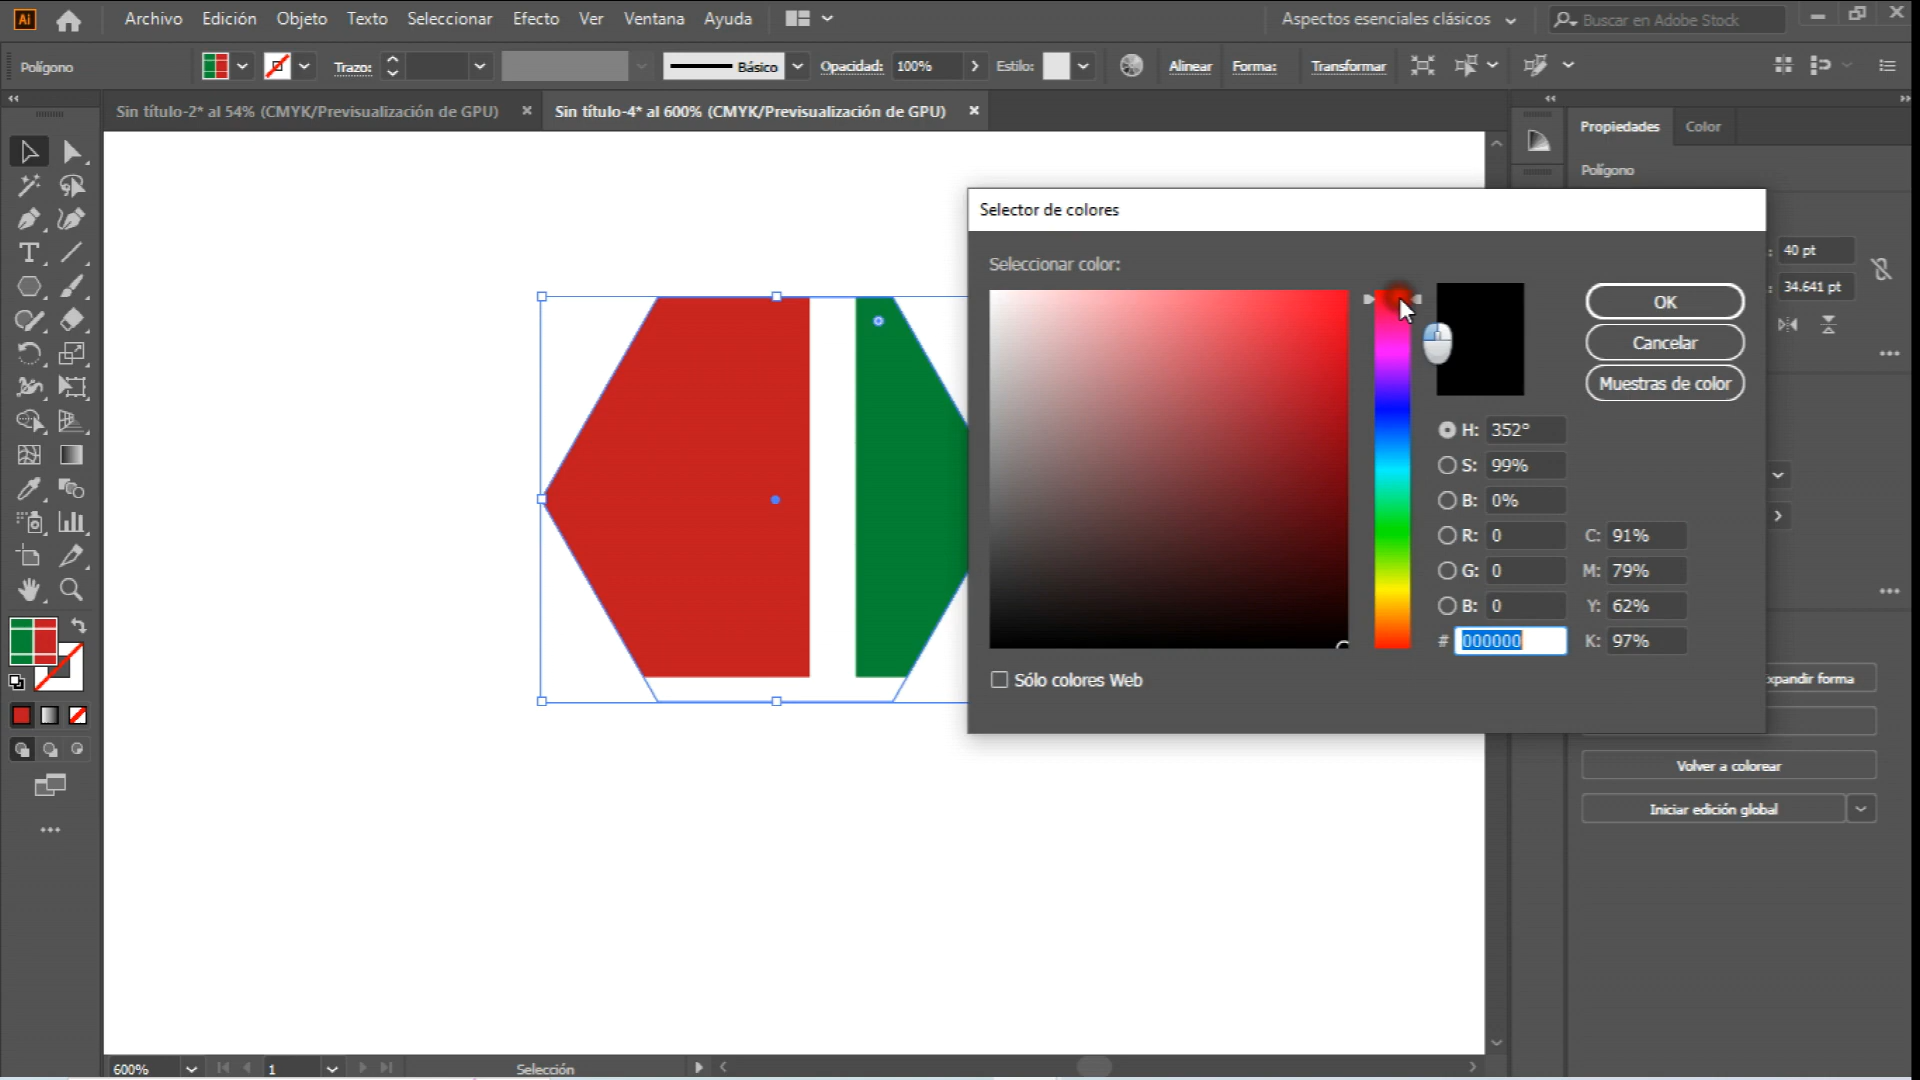 Ai Archivo Edición Objeto Texto Seleccionar Efecto Ver Ventana Ayuda Aspectos esenciales clásicos Buscar en Adobe Stock
Polígono Trazo: Básico Opacidad: 100% Estilo: Alinear Forma: Transformar
Sin título-2* al 54% (CMYK/Previsualización de GPU) Sin título-4* al 600% (CMYK/Previsualización de GPU)
Propiedades Color
Polígono
Selector de colores
Seleccionar color:
40 pt
34.641 pt
OK
Cancelar
Muestras de color
H: 352°
S: 99%
B: 0%
R: 0 C: 91%
G: 0 M: 79%
B: 0 Y: 62%
# 000000 K: 97%
Sólo colores Web
xpandir forma
Volver a colorear
Iniciar edición global
600% 1 Selección